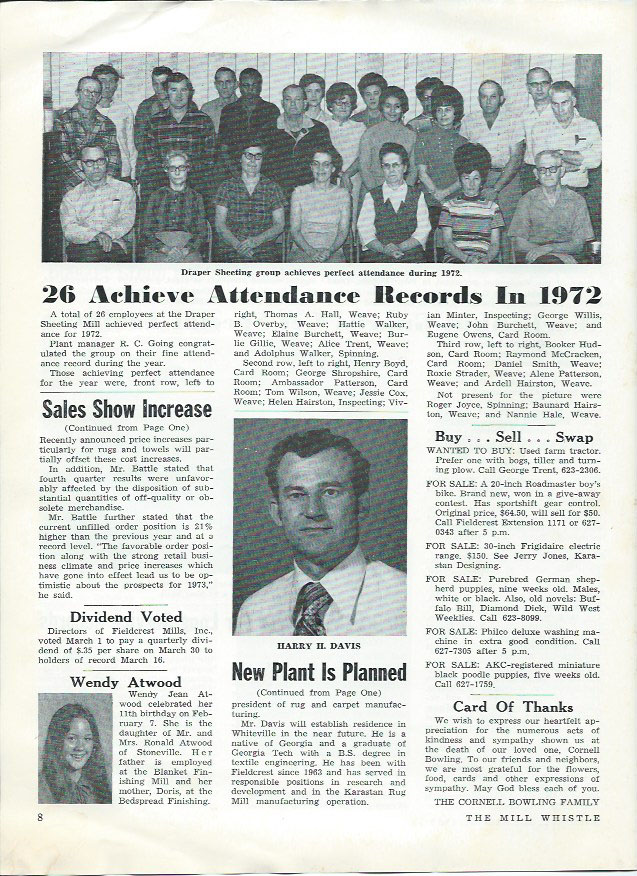 Draper Sheeting group achieves perfect attendance during 1972.
26 Achieve Attendance Records In 1972
A total of 26 employees at the Draper
Sheeting Mill achieved perfect attend-
ance for 1972.
Plant manager R. C. Going congrat-
ulated the group on their fine attend-
ance record during the year.
Those achieving perfect attendance
for the year were, front row, left to
right, Thomas A. Hall, Weave; Ruby
B. Overby, Weave; Hattie Walker,
Weave; Elaine Burchett, Weave; Bur-
lie Gillie, Weave; Alice Trent, Weave;
and Adolphus Walker, Spinning.
Second row, left to right, Henry Boyd,
Card Room; George Shropshire, Card
Room; Ambassador Patterson, Card
Room; Tom Wilson, Weave; Jessie Cox,
Weave; Helen Hairston, Inspecting; Viv-
ian Minter, Inspecting; George Willis,
Weave; John Burchett, Weave; and
Eugene Owens, Card Room.
Third row, left to right, Booker Hud-
son, Card Room; Raymond McCracken,
Card Room; Daniel Smith, Weave;
Roxie Strader, Weave; Alene Patterson,
Weave; and Ardell Hairston, Weave.
Not present for the picture were
Roger Joyce, Spinning; Baunard Hairs-
ton, Weave; and Nannie Hale, Weave.
Sales Show Increase
(Continued from Page One)
Recently announced price increases par-
ticularly for rugs and towels will par-
tially offset these cost increases.
In addition, Mr. Battle stated that
fourth quarter results were unfavor-
ably affected by the disposition of sub-
stantial quantities of off-quality or ob-
solete merchandise.
Mr. Battle further stated that the
current unfilled order position is 21%
higher than the previous year and at a
record level. "The favorable order posi-
tion along with the strong retail busi-
ness climate and price increases which
have gone into effect lead us to be op-
timistic about the prospects for 1973,"
he said.
Dividend Voted
Directors of Fieldcrest Mills, Inc.,
voted March 1 to pay a quarterly divi-
dend of $.35 per share on March 30 to
holders of record March 16.
Wendy Atwood
Wendy Jean At-
wood celebrated her
11th birthday on Feb-
ruary 7. She is the
daughter of Mr. and
Mrs. Ronald Atwood
of Stoneville. Her
father is employed
at the Blanket Fin-
ishing Mill and her
mother, Doris, at the
Bedspread Finishing.
HARRY H. DAVIS
New Plant Is Planned
(Continued from Page One)
president of rug and carpet manufac-
turing.
Mr. Davis will establish residence in
Whiteville in the near future. He is a
native of Georgia and a graduate of
Georgia Tech with a B.S. degree in
textile engineering. He has been with
Fieldcrest since 1963 and has served in
responsible positions in research and
development and in the Karastan Rug
Mill manufacturing operation.
Buy . . . Sell . . . Swap
WANTED TO BUY: Used farm tractor.
Prefer one with bogs, tiller and turn-
ing plow. Call George Trent, 623-2306.
FOR SALE: A 20-inch Roadmaster boy's
bike. Brand new, won in a give-away
contest. Has sportshift gear control.
Original price, $64.50, will sell for $50.
Call Fieldcrest Extension 1171 or 627-
0343 after 5 p.m.
FOR SALE: 30-inch Frigidaire electric
range. $150. See Jerry Jones, Kara-
stan Designing.
FOR SALE: Purebred German shep-
herd puppies, nine weeks old. Males,
white or black. Also, old novels: Buf-
falo Bill, Diamond Dick, Wild West
Weeklies. Call 623-8099.
FOR SALE: Philco deluxe washing ma-
chine in extra good condition. Call
627-7305 after 5 p.m.
FOR SALE: AKC-registered miniature
black poodle puppies, five weeks old.
Call 627-1759.
Card Of Thanks
We wish to express our heartfelt ap-
preciation for the numerous acts of
kindness and sympathy shown us at
the death of our loved one, Cornell
Bowling. To our friends and neighbors,
we are most grateful for the flowers,
food, cards and other expressions of
sympathy. May God bless each of you.
THE CORNELL BOWLING FAMILY
8
THE MILL WHISTLE